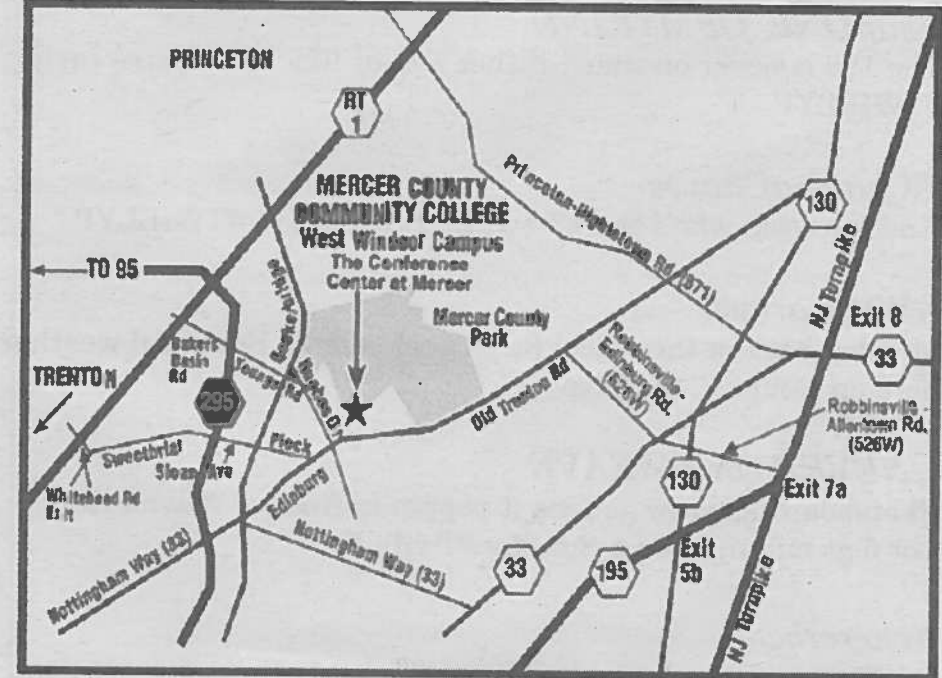 PRINCETON
RT
1
MERCER COUNTY
COMMUNITY COLLEGE
West Windsor Campus
The Conference
Center at Mercer
Princeton-Hightstown Rd (571)
130
NJ Turnpike
TO 95
Mercer County
Park
Exit 8
33
Bakers
Basin
Rd
Quakerbridge
Hughes Dr
Old Trenton Rd
Robbinsville -
Edinburg Rd.
(526W)
TRENTON
295
Robbinsville -
Allentown Rd.
(526W)
Sweetbriar
Flock
Sloan Ave
Whitehead Rd
Exit
Edinburg
130
Exit 7a
Nottingham Way (33)
Nottingham Way (33)
33
195
Exit
5b
NJ Turnpike